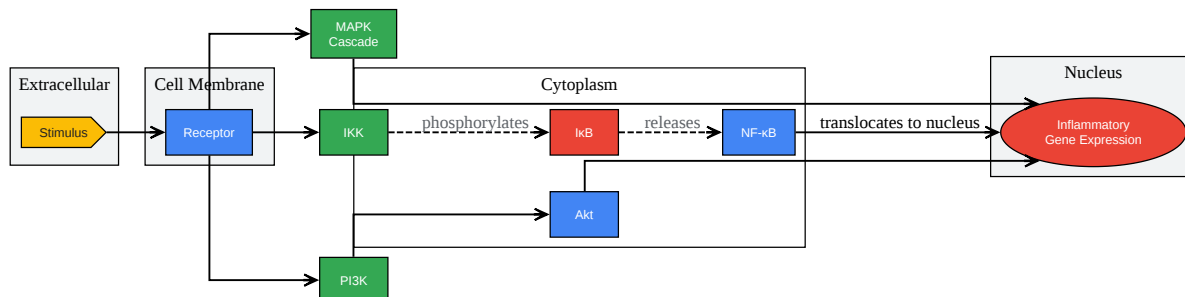 MAPK
Cascade
Extracellular
Cell Membrane
Cytoplasm
Nucleus
Stimulus
Receptor
IKK
phosphorylates
IκB
releases
NF-κB
translocates to nucleus
Inflammatory
Gene Expression
Akt
PI3K